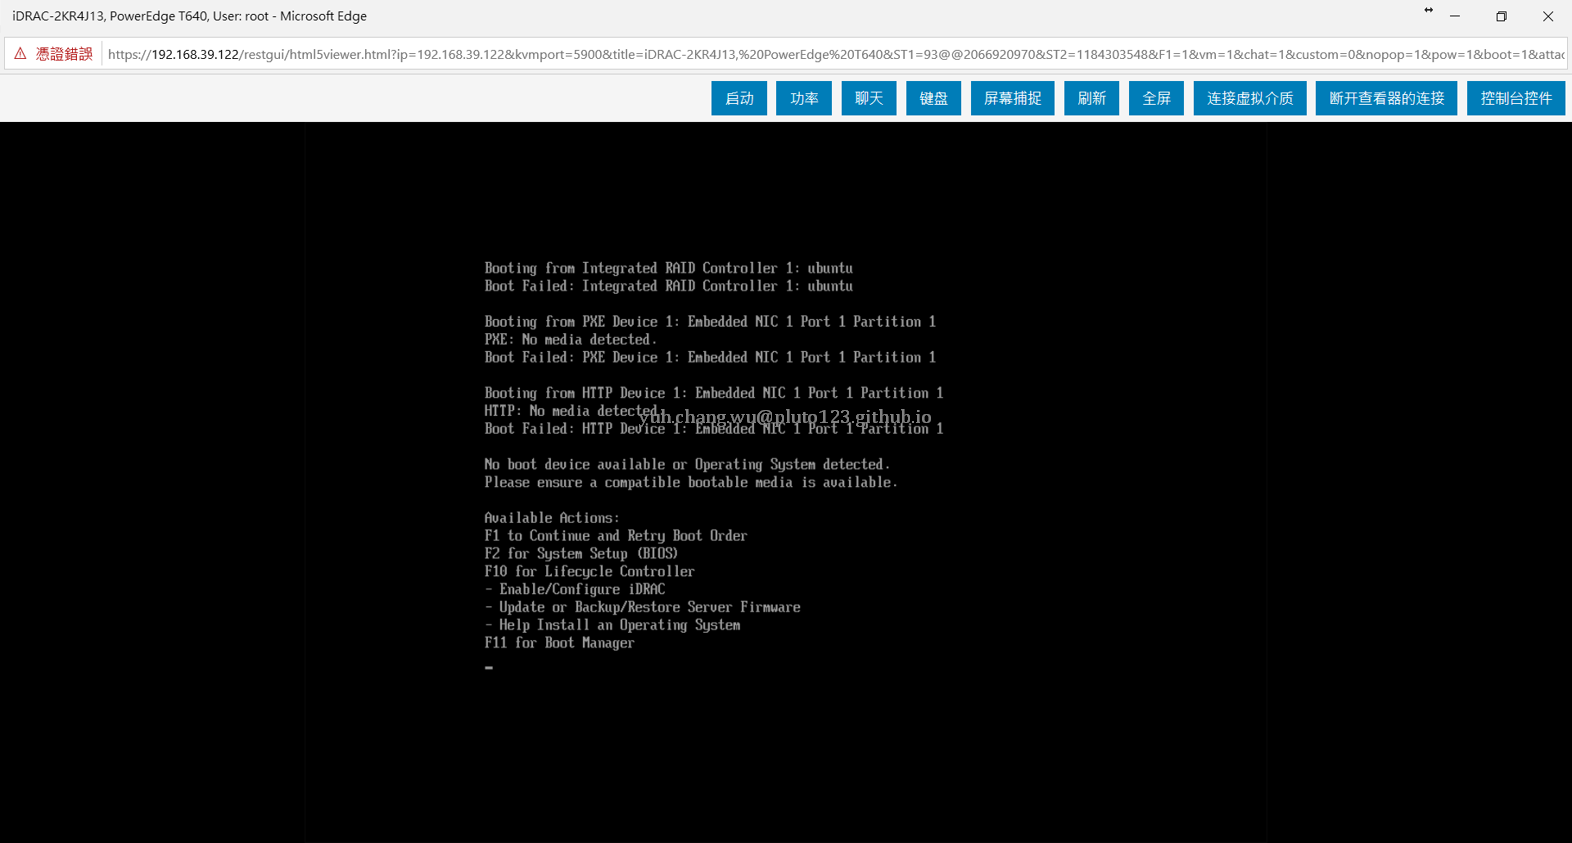 iDRAC-2KR4J13, PowerEdge T640, User: root - Microsoft Edge
憑證錯誤 https://192.168.39.122/restgui/html5viewer.html?ip=192.168.39.122&kvmport=5900&title=iDRAC-2KR4J13,%20PowerEdge%20T640&ST1=93@@2066920970&ST2=1184303548&F1=1&vm=1&chat=1&custom=0&nopop=1&pow=1&boot=1&attac
启动 功率 聊天 键盘 屏幕捕捉 刷新 全屏 连接虚拟介质 断开查看器的连接 控制台控件
Booting from Integrated RAID Controller 1: ubuntu
Boot Failed: Integrated RAID Controller 1: ubuntu
Booting from PXE Device 1: Embedded NIC 1 Port 1 Partition 1
PXE: No media detected.
Boot Failed: PXE Device 1: Embedded NIC 1 Port 1 Partition 1
Booting from HTTP Device 1: Embedded NIC 1 Port 1 Partition 1
HTTP: No media detected.
yuh.chang.wu@pluto123.github.io
Boot Failed: HTTP Device 1: Embedded NIC 1 Port 1 Partition 1
No boot device available or Operating System detected.
Please ensure a compatible bootable media is available.
Available Actions:
F1 to Continue and Retry Boot Order
F2 for System Setup (BIOS)
F10 for Lifecycle Controller
- Enable/Configure iDRAC
- Update or Backup/Restore Server Firmware
- Help Install an Operating System
F11 for Boot Manager